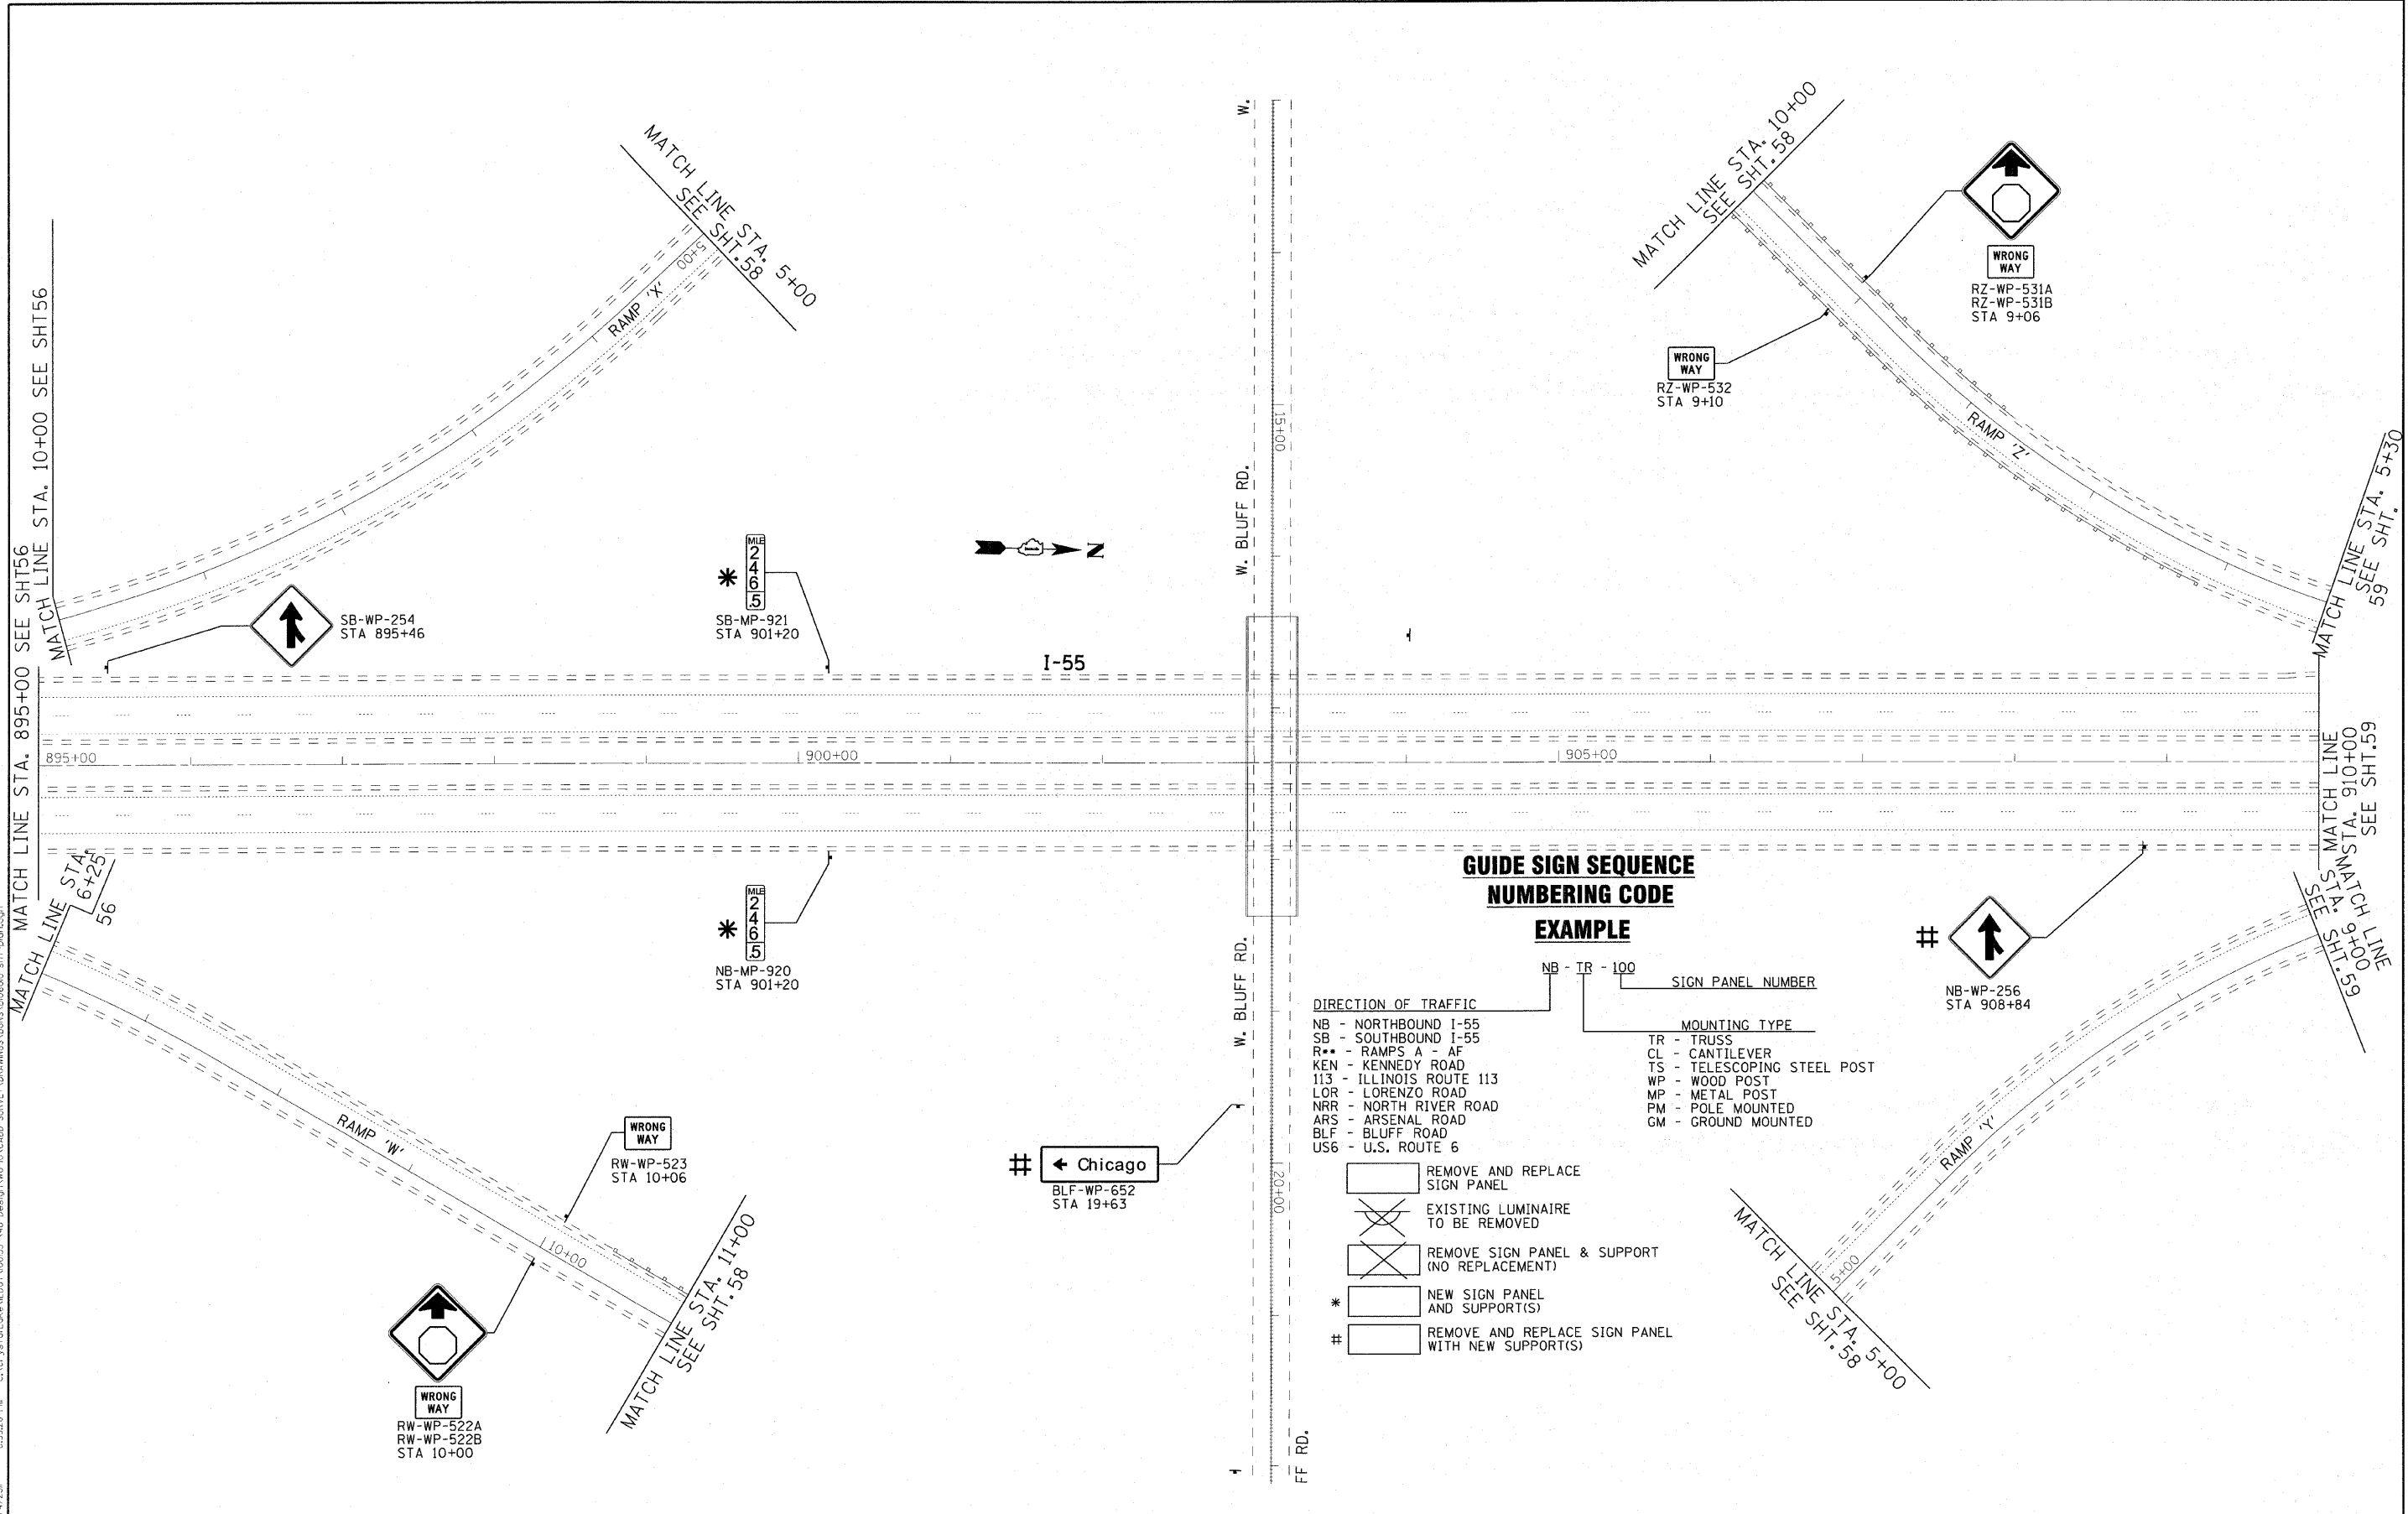 MATCH LINE STA. 5+00
SEE SHT.58
5+00
RAMP 'X'
MATCH LINE STA. 10+00 SEE SHT56
MATCH LINE STA. 895+00 SEE SHT56
SB-WP-254
STA 895+46
MILE
2
4
6
.5
*
SB-MP-921
STA 901+20
N
I-55
W.
W. BLUFF RD.
15+00
MATCH LINE STA. 10+00
SEE SHT.58
WRONG
WAY
RZ-WP-531A
RZ-WP-531B
STA 9+06
WRONG
WAY
RZ-WP-532
STA 9+10
RAMP 'Z'
MATCH LINE STA. 5+30
SEE SHT.
59
895+00
900+00
905+00
MATCH LINE
STA. 910+00
SEE SHT.59
MATCH LINE STA.
6+25
56
*
MILE
2
4
6
.5
NB-MP-920
STA 901+20
W. BLUFF RD.
GUIDE SIGN SEQUENCE
NUMBERING CODE
EXAMPLE
NB - TR - 100
SIGN PANEL NUMBER
DIRECTION OF TRAFFIC
NB - NORTHBOUND I-55
SB - SOUTHBOUND I-55
R** - RAMPS A - AF
KEN - KENNEDY ROAD
113 - ILLINOIS ROUTE 113
LOR - LORENZO ROAD
NRR - NORTH RIVER ROAD
ARS - ARSENAL ROAD
BLF - BLUFF ROAD
US6 - U.S. ROUTE 6
MOUNTING TYPE
TR - TRUSS
CL - CANTILEVER
TS - TELESCOPING STEEL POST
WP - WOOD POST
MP - METAL POST
PM - POLE MOUNTED
GM - GROUND MOUNTED
REMOVE AND REPLACE
SIGN PANEL
EXISTING LUMINAIRE
TO BE REMOVED
REMOVE SIGN PANEL & SUPPORT
(NO REPLACEMENT)
*
NEW SIGN PANEL
AND SUPPORT(S)
#
REMOVE AND REPLACE SIGN PANEL
WITH NEW SUPPORT(S)
#
NB-WP-256
STA 908+84
MATCH LINE
STA. 9+00
SEE SHT.59
RAMP 'Y'
5+00
MATCH LINE STA. 5+00
SEE SHT.58
RAMP 'W'
WRONG
WAY
RW-WP-523
STA 10+06
10+00
MATCH LINE STA. 11+00
SEE SHT.58
WRONG
WAY
RW-WP-522A
RW-WP-522B
STA 10+00
# ← Chicago
BLF-WP-652
STA 19+63
20+00
FF RD.